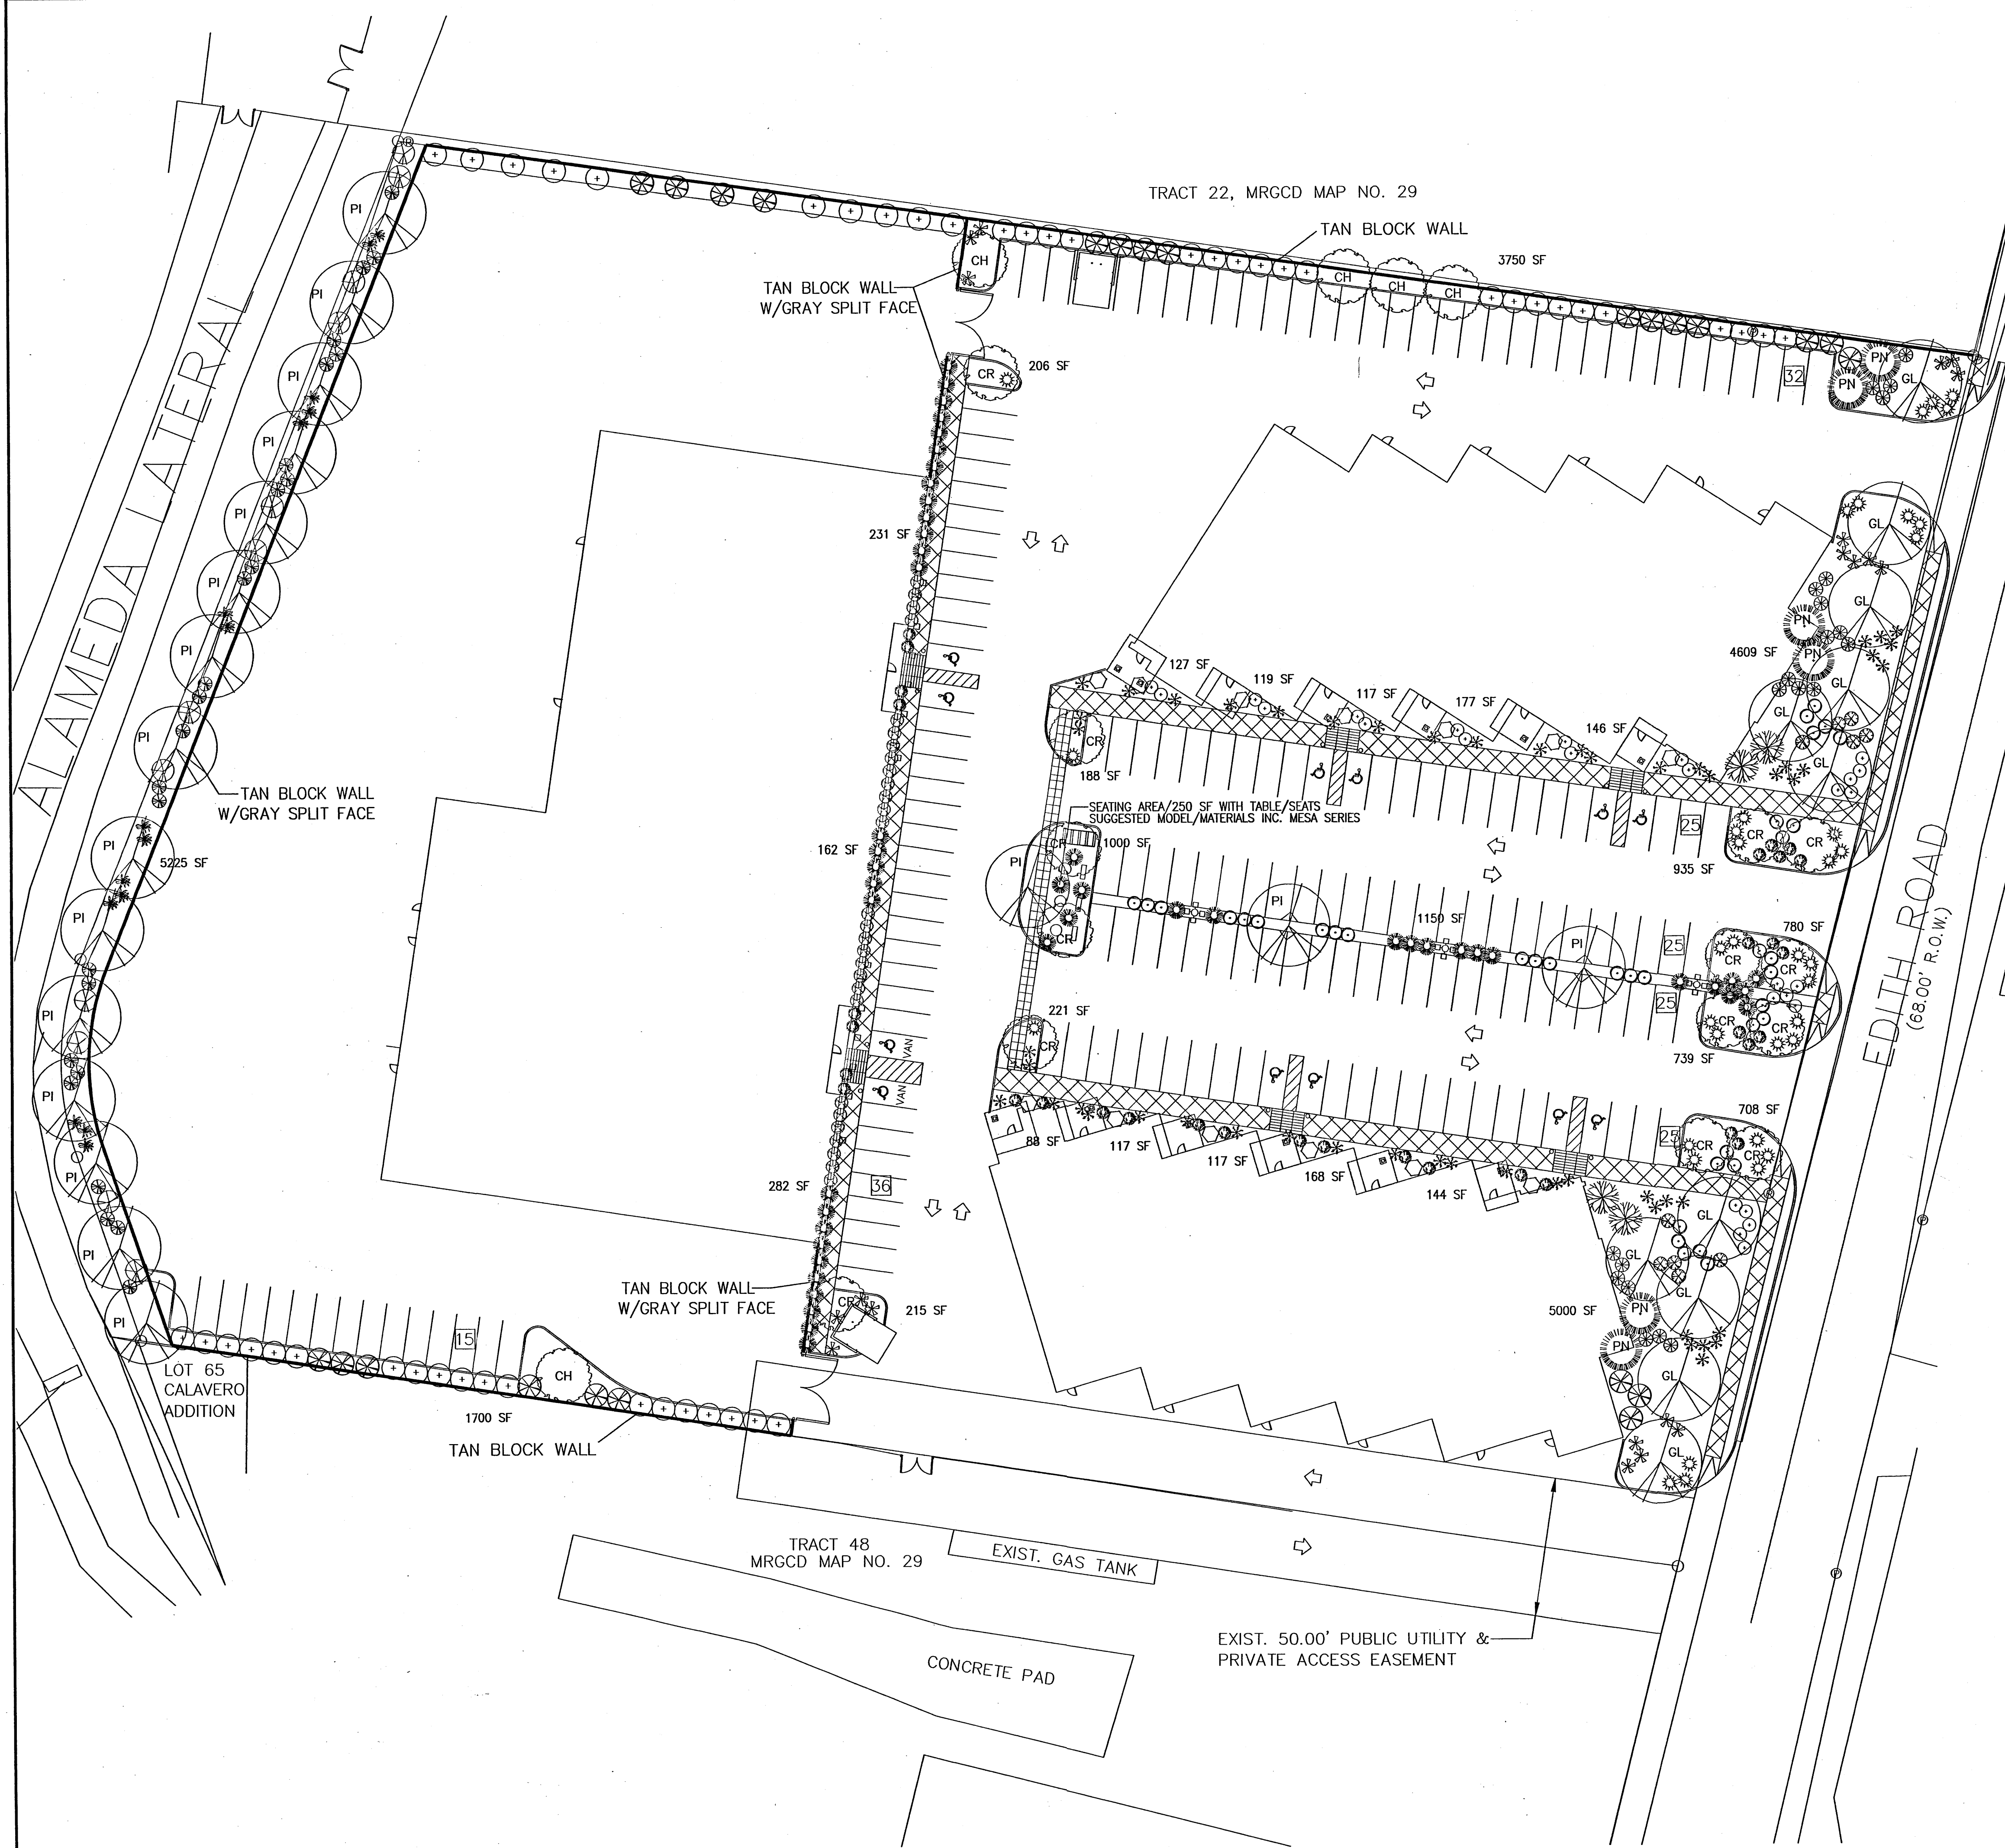 TRACT 22, MRGCD MAP NO. 29
TAN BLOCK WALL
3750 SF
PI
CH
CH
CH
CH
TAN BLOCK WALL
W/GRAY SPLIT FACE
PI
CR
206 SF
32
PN
PN
GL
PI
PI
ALAMEDA LATERAL
PI
231 SF
GL
PI
GL
PN
PN
4609 SF
PI
127 SF
119 SF
117 SF
177 SF
146 SF
GL
GL
GL
PI
CR
188 SF
TAN BLOCK WALL
W/GRAY SPLIT FACE
SEATING AREA/250 SF WITH TABLE/SEATS
SUGGESTED MODEL/MATERIALS INC. MESA SERIES
25
CR
CR
935 SF
PI
5225 SF
162 SF
PI
CR
1000 SF
CR
PI
1150 SF
PI
25
25
780 SF
CR
CR
CR
CR
739 SF
EDITH ROAD
(68.00' R.O.W.)
PI
PI
221 SF
CR
VAN
VAN
PI
PI
88 SF
117 SF
117 SF
168 SF
144 SF
25
708 SF
CR
CR
282 SF
36
PI
GL
GL
GL
PN
PN
5000 SF
GL
GL
TAN BLOCK WALL
W/GRAY SPLIT FACE
CR
215 SF
PI
15
LOT 65
CALAVERO
ADDITION
CH
1700 SF
TAN BLOCK WALL
TRACT 48
MRGCD MAP NO. 29
EXIST. GAS TANK
EXIST. 50.00' PUBLIC UTILITY &
PRIVATE ACCESS EASEMENT
CONCRETE PAD